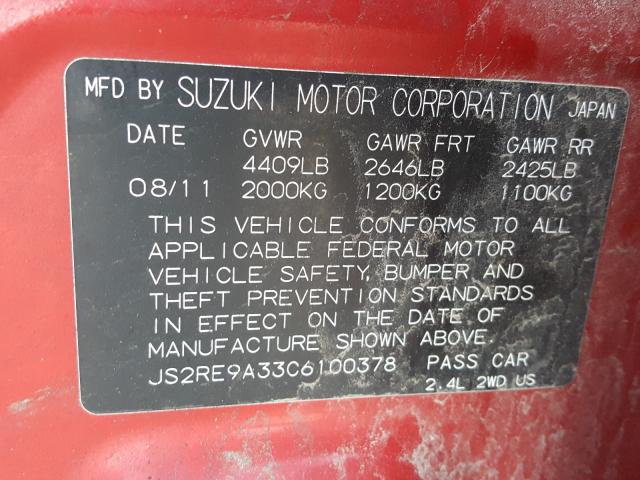 MFD BY SUZUKI MOTOR CORPORATION JAPAN
DATE GVWR GAWR FRT GAWR RR
4409LB 2646LB 2425LB
08/11 2000KG 1200KG 1100KG
THIS VEHICLE CONFORMS TO ALL
APPLICABLE FEDERAL MOTOR
VEHICLE SAFETY, BUMPER AND
THEFT PREVENTION STANDARDS
IN EFFECT ON THE DATE OF
MANUFACTURE SHOWN ABOVE.
JS2RE9A33C6100378 PASS CAR
2.4L 2WD US